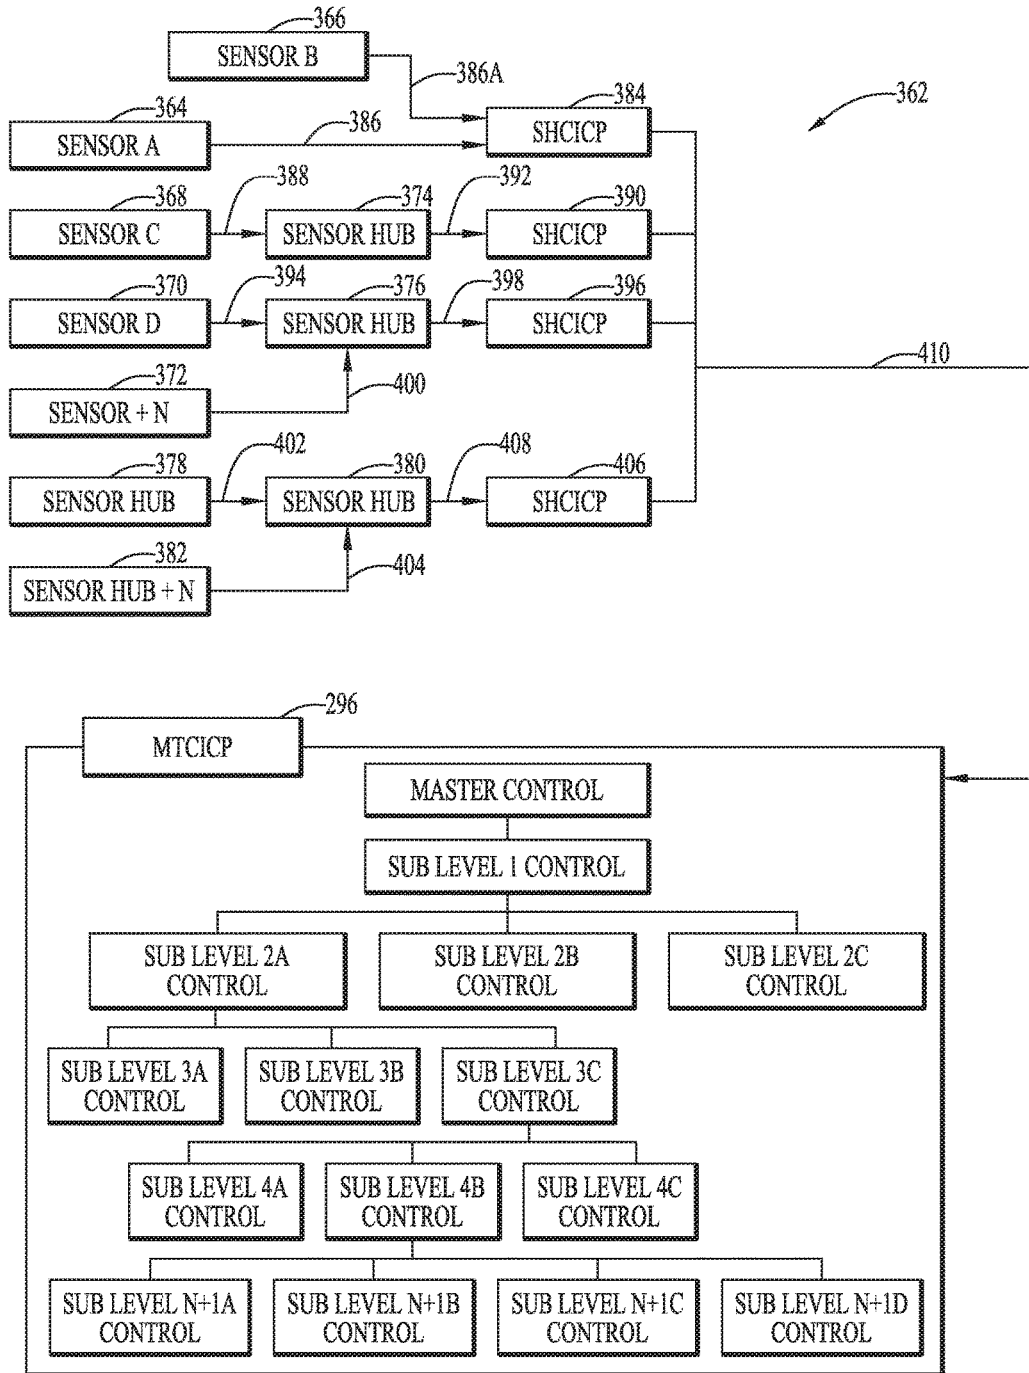 366
SENSOR B
386A
364
SENSOR A
386
384
SHCICP
362
368
SENSOR C
388
374
SENSOR HUB
392
390
SHCICP
370
SENSOR D
394
376
SENSOR HUB
398
396
SHCICP
410
372
SENSOR + N
400
378
SENSOR HUB
402
380
SENSOR HUB
408
406
SHCICP
382
SENSOR HUB + N
404
296
MTCICP
MASTER CONTROL
SUB LEVEL 1 CONTROL
SUB LEVEL 2A
CONTROL
SUB LEVEL 2B
CONTROL
SUB LEVEL 2C
CONTROL
SUB LEVEL 3A
CONTROL
SUB LEVEL 3B
CONTROL
SUB LEVEL 3C
CONTROL
SUB LEVEL 4A
CONTROL
SUB LEVEL 4B
CONTROL
SUB LEVEL 4C
CONTROL
SUB LEVEL N+1A
CONTROL
SUB LEVEL N+1B
CONTROL
SUB LEVEL N+1C
CONTROL
SUB LEVEL N+1D
CONTROL